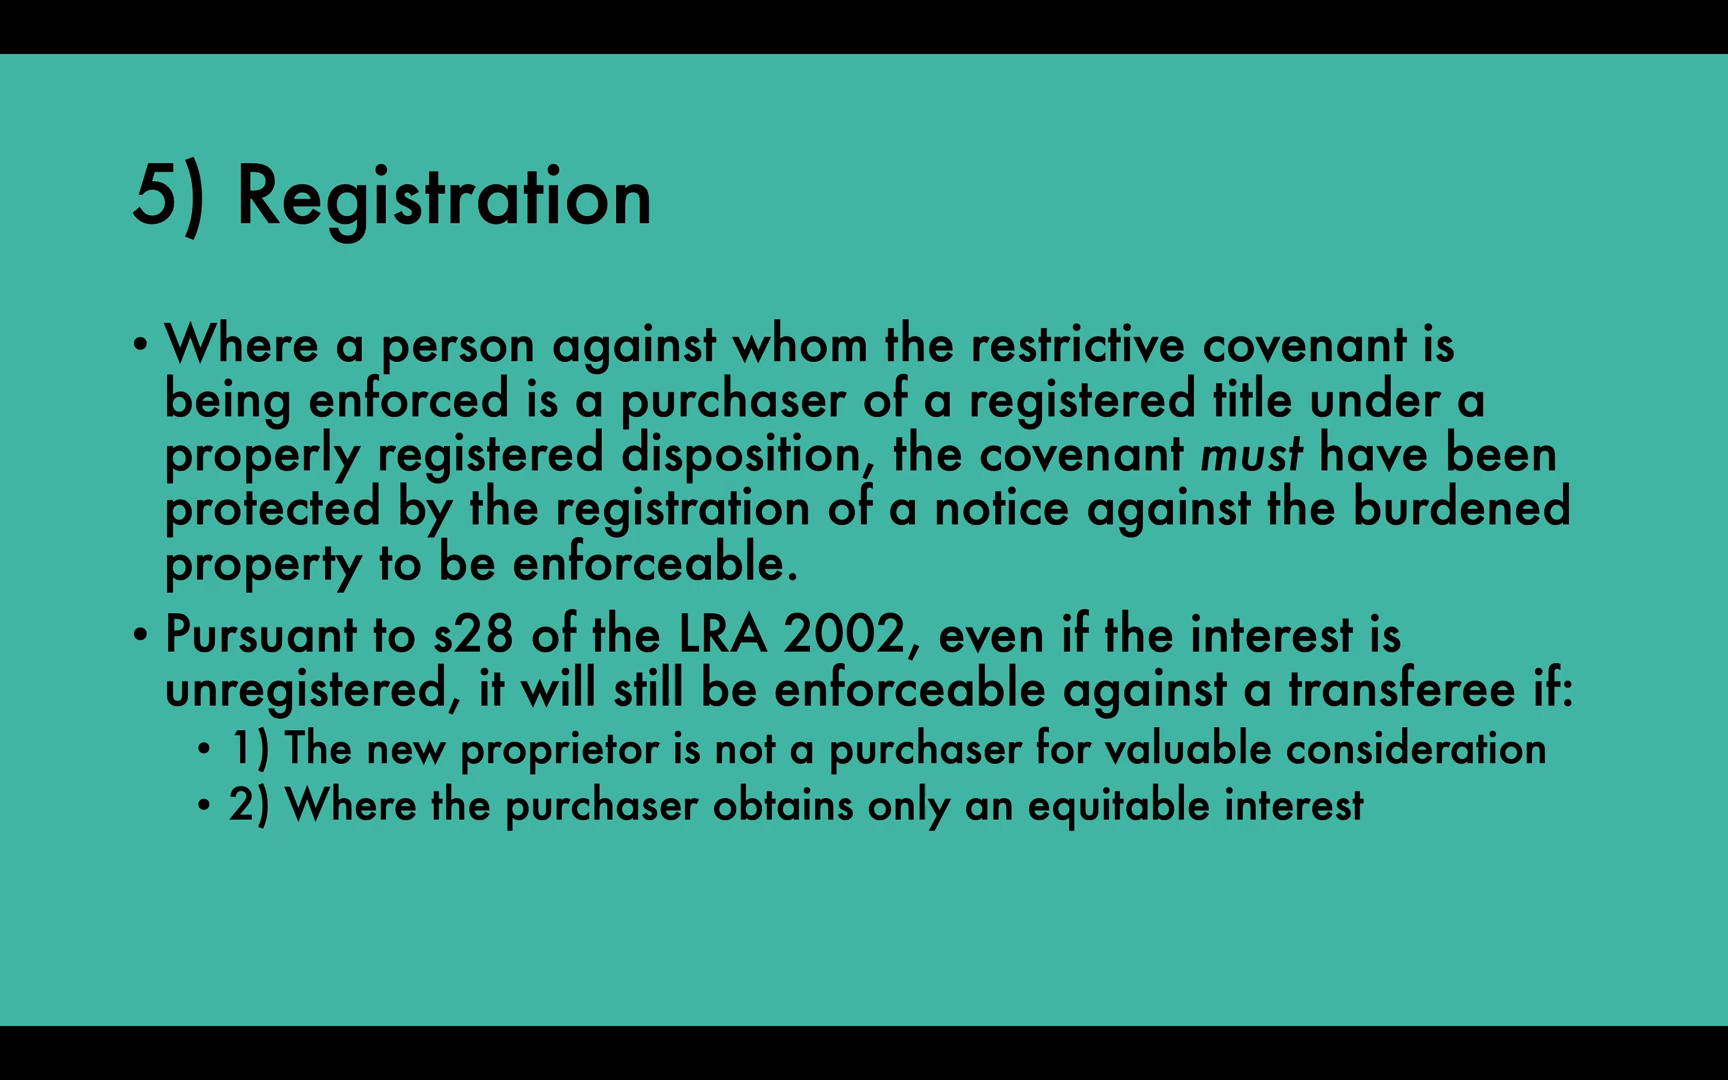 5) Registration
• Where a person against whom the restrictive covenant is
being enforced is a purchaser of a registered title under a
properly registered disposition, the covenant must have been
protected by the registration of a notice against the burdened
property to be enforceable.
• Pursuant to s28 of the LRA 2002, even if the interest is
unregistered, it will still be enforceable against a transferee if:
• 1) The new proprietor is not a purchaser for valuable consideration
• 2) Where the purchaser obtains only an equitable interest